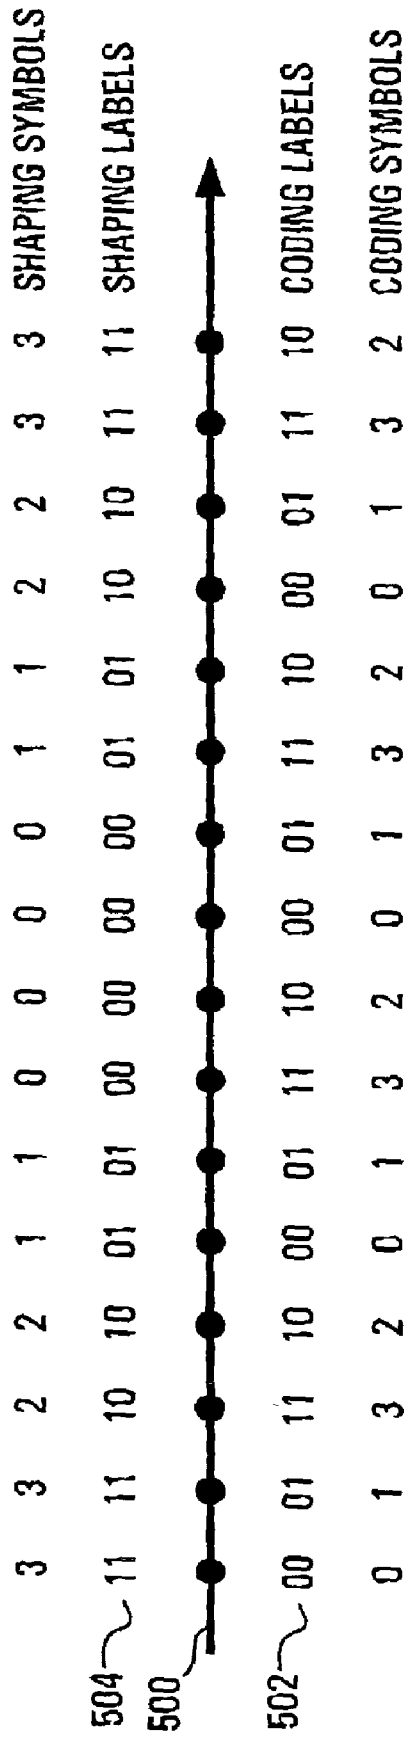 3 3 2 2 1 1 0 0 0 0 1 1 2 2 3 3 SHAPING SYMBOLS
504 11 11 10 10 01 01 00 00 00 00 01 01 10 10 11 11 SHAPING LABELS
500
502 00 01 11 10 00 01 11 10 00 01 11 10 00 01 11 10 CODING LABELS
0 1 3 2 0 1 3 2 0 1 3 2 0 1 3 2 CODING SYMBOLS